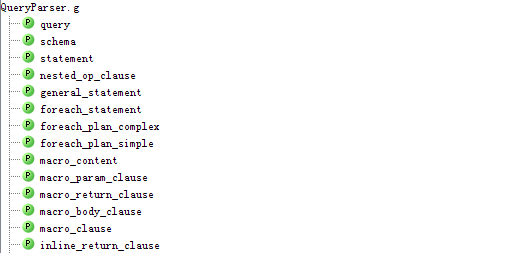 QueryParser.g
P query
P schema
P statement
P nested_op_clause
P general_statement
P foreach_statement
P foreach_plan_complex
P foreach_plan_simple
P macro_content
P macro_param_clause
P macro_return_clause
P macro_body_clause
P macro_clause
P inline_return_clause